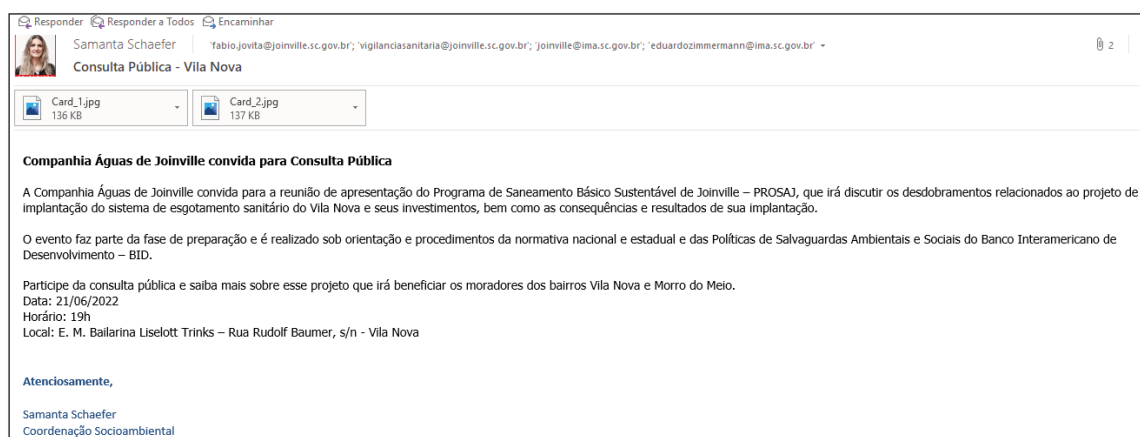 Responder Responder a Todos Encaminhar
Samanta Schaefer 'fabio.jovita@joinville.sc.gov.br'; 'vigilanciasanitaria@joinville.sc.gov.br'; 'joinville@ima.sc.gov.br'; 'eduardozimmermann@ima.sc.gov.br'
2
Consulta Pública - Vila Nova
Card_1.jpg Card_2.jpg
136 KB 137 KB
Companhia Águas de Joinville convida para Consulta Pública
A Companhia Águas de Joinville convida para a reunião de apresentação do Programa de Saneamento Básico Sustentável de Joinville – PROSAJ, que irá discutir os desdobramentos relacionados ao projeto de
implantação do sistema de esgotamento sanitário do Vila Nova e seus investimentos, bem como as consequências e resultados de sua implantação.
O evento faz parte da fase de preparação e é realizado sob orientação e procedimentos da normativa nacional e estadual e das Políticas de Salvaguardas Ambientais e Sociais do Banco Interamericano de
Desenvolvimento – BID.
Participe da consulta pública e saiba mais sobre esse projeto que irá beneficiar os moradores dos bairros Vila Nova e Morro do Meio.
Data: 21/06/2022
Horário: 19h
Local: E. M. Bailarina Liselott Trinks – Rua Rudolf Baumer, s/n - Vila Nova
Atenciosamente,
Samanta Schaefer
Coordenação Socioambiental